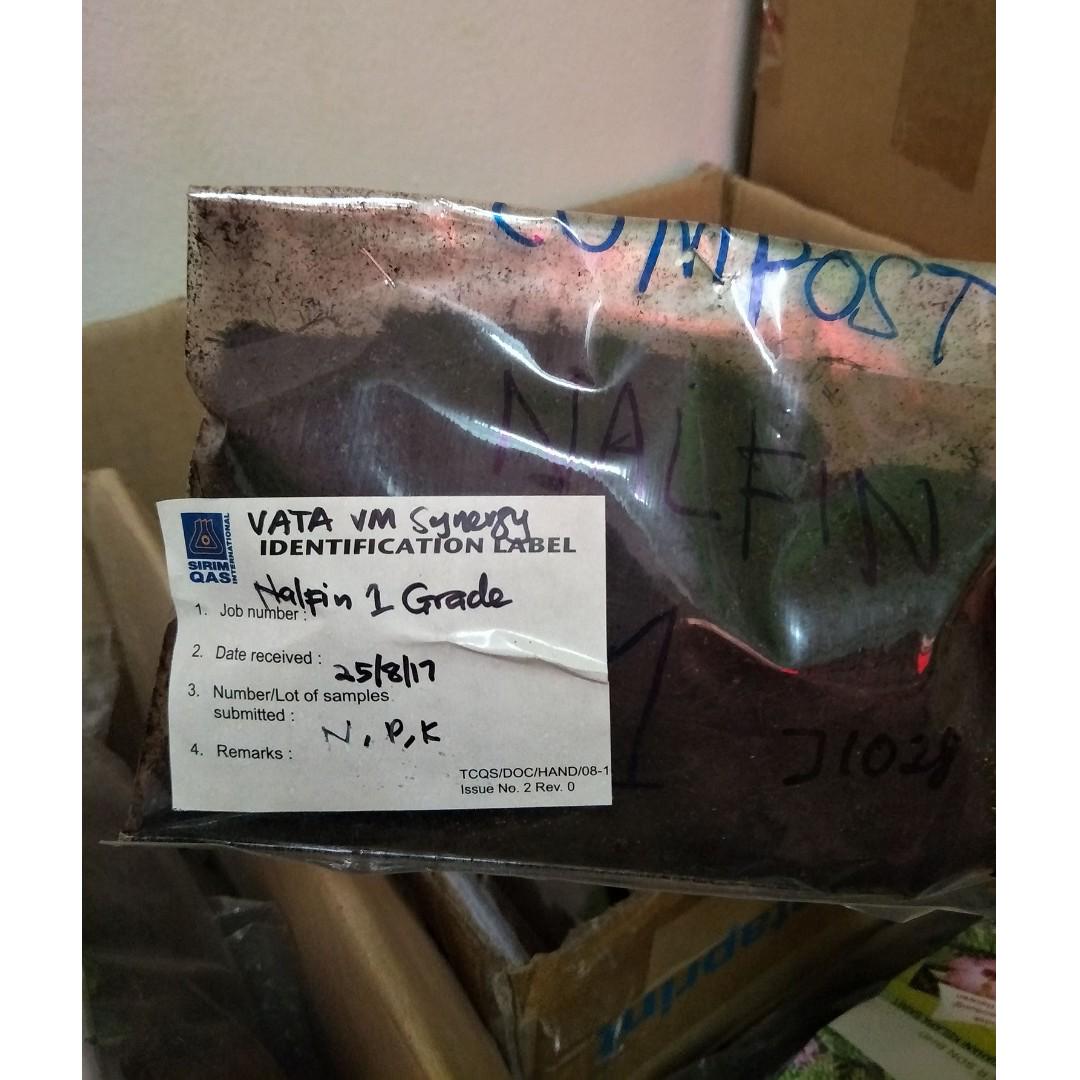 COMPOST
NALFIN
1
J1029
VATA VM Synergy
SIRIM
QAS
INTERNATIONAL
IDENTIFICATION LABEL
Nalfin 1 Grade
1. Job number :
2. Date received : 25/8/17
3. Number/Lot of samples
submitted : N, P, K
4. Remarks :
TCQS/DOC/HAND/08-1
Issue No. 2 Rev. 0